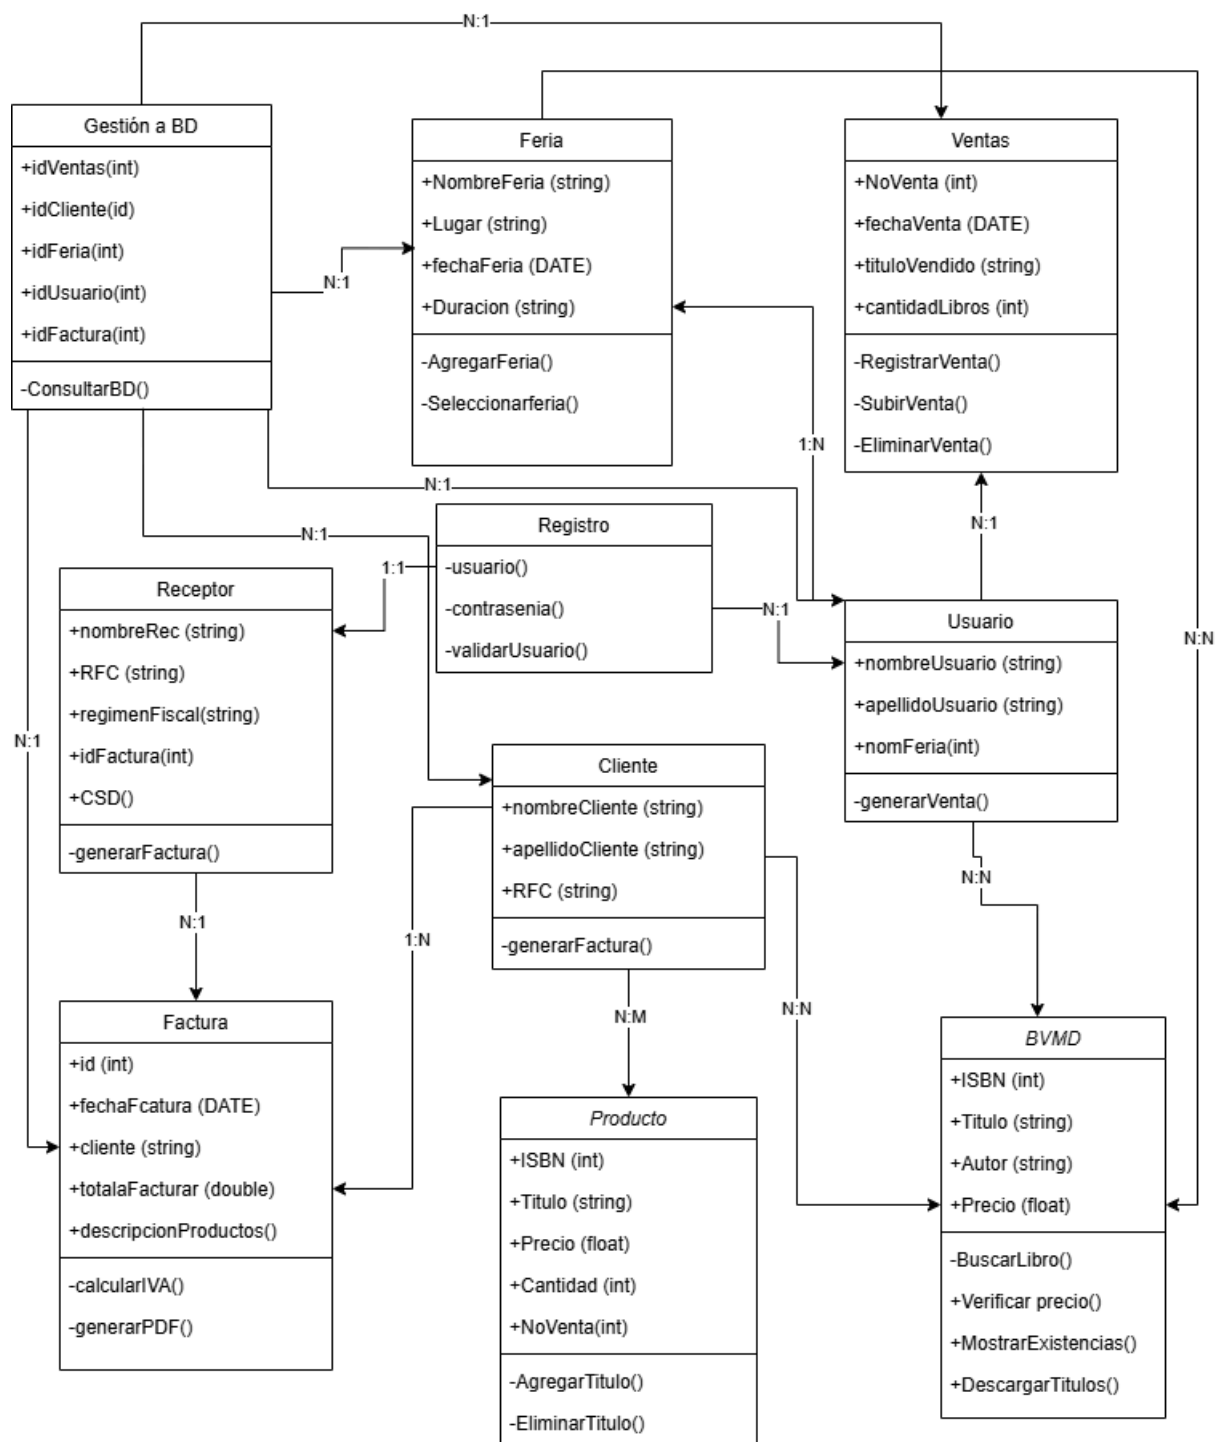 N:1
Gestión a BD
+idVentas(int)
+idCliente(id)
+idFeria(int)
+idUsuario(int)
+idFactura(int)
-ConsultarBD()
N:1
Feria
+NombreFeria (string)
+Lugar (string)
+fechaFeria (DATE)
+Duracion (string)
-AgregarFeria()
-Seleccionarferia()
Ventas
+NoVenta (int)
+fechaVenta (DATE)
+tituloVendido (string)
+cantidadLibros (int)
-RegistrarVenta()
-SubirVenta()
-EliminarVenta()
1:N
N:1
N:1
N:1
Registro
-usuario()
-contrasenia()
-validarUsuario()
1:1
N:1
N:N
Receptor
+nombreRec (string)
+RFC (string)
+regimenFiscal(string)
+idFactura(int)
+CSD()
-generarFactura()
Usuario
+nombreUsuario (string)
+apellidoUsuario (string)
+nomFeria(int)
-generarVenta()
N:1
Cliente
+nombreCliente (string)
+apellidoCliente (string)
+RFC (string)
-generarFactura()
N:N
N:1
1:N
N:M
N:N
Factura
+id (int)
+fechaFcatura (DATE)
+cliente (string)
+totalaFacturar (double)
+descripcionProductos()
-calcularIVA()
-generarPDF()
Producto
+ISBN (int)
+Titulo (string)
+Precio (float)
+Cantidad (int)
+NoVenta(int)
-AgregarTitulo()
-EliminarTitulo()
BVMD
+ISBN (int)
+Titulo (string)
+Autor (string)
+Precio (float)
-BuscarLibro()
+Verificar precio()
+MostrarExistencias()
+DescargarTitulos()